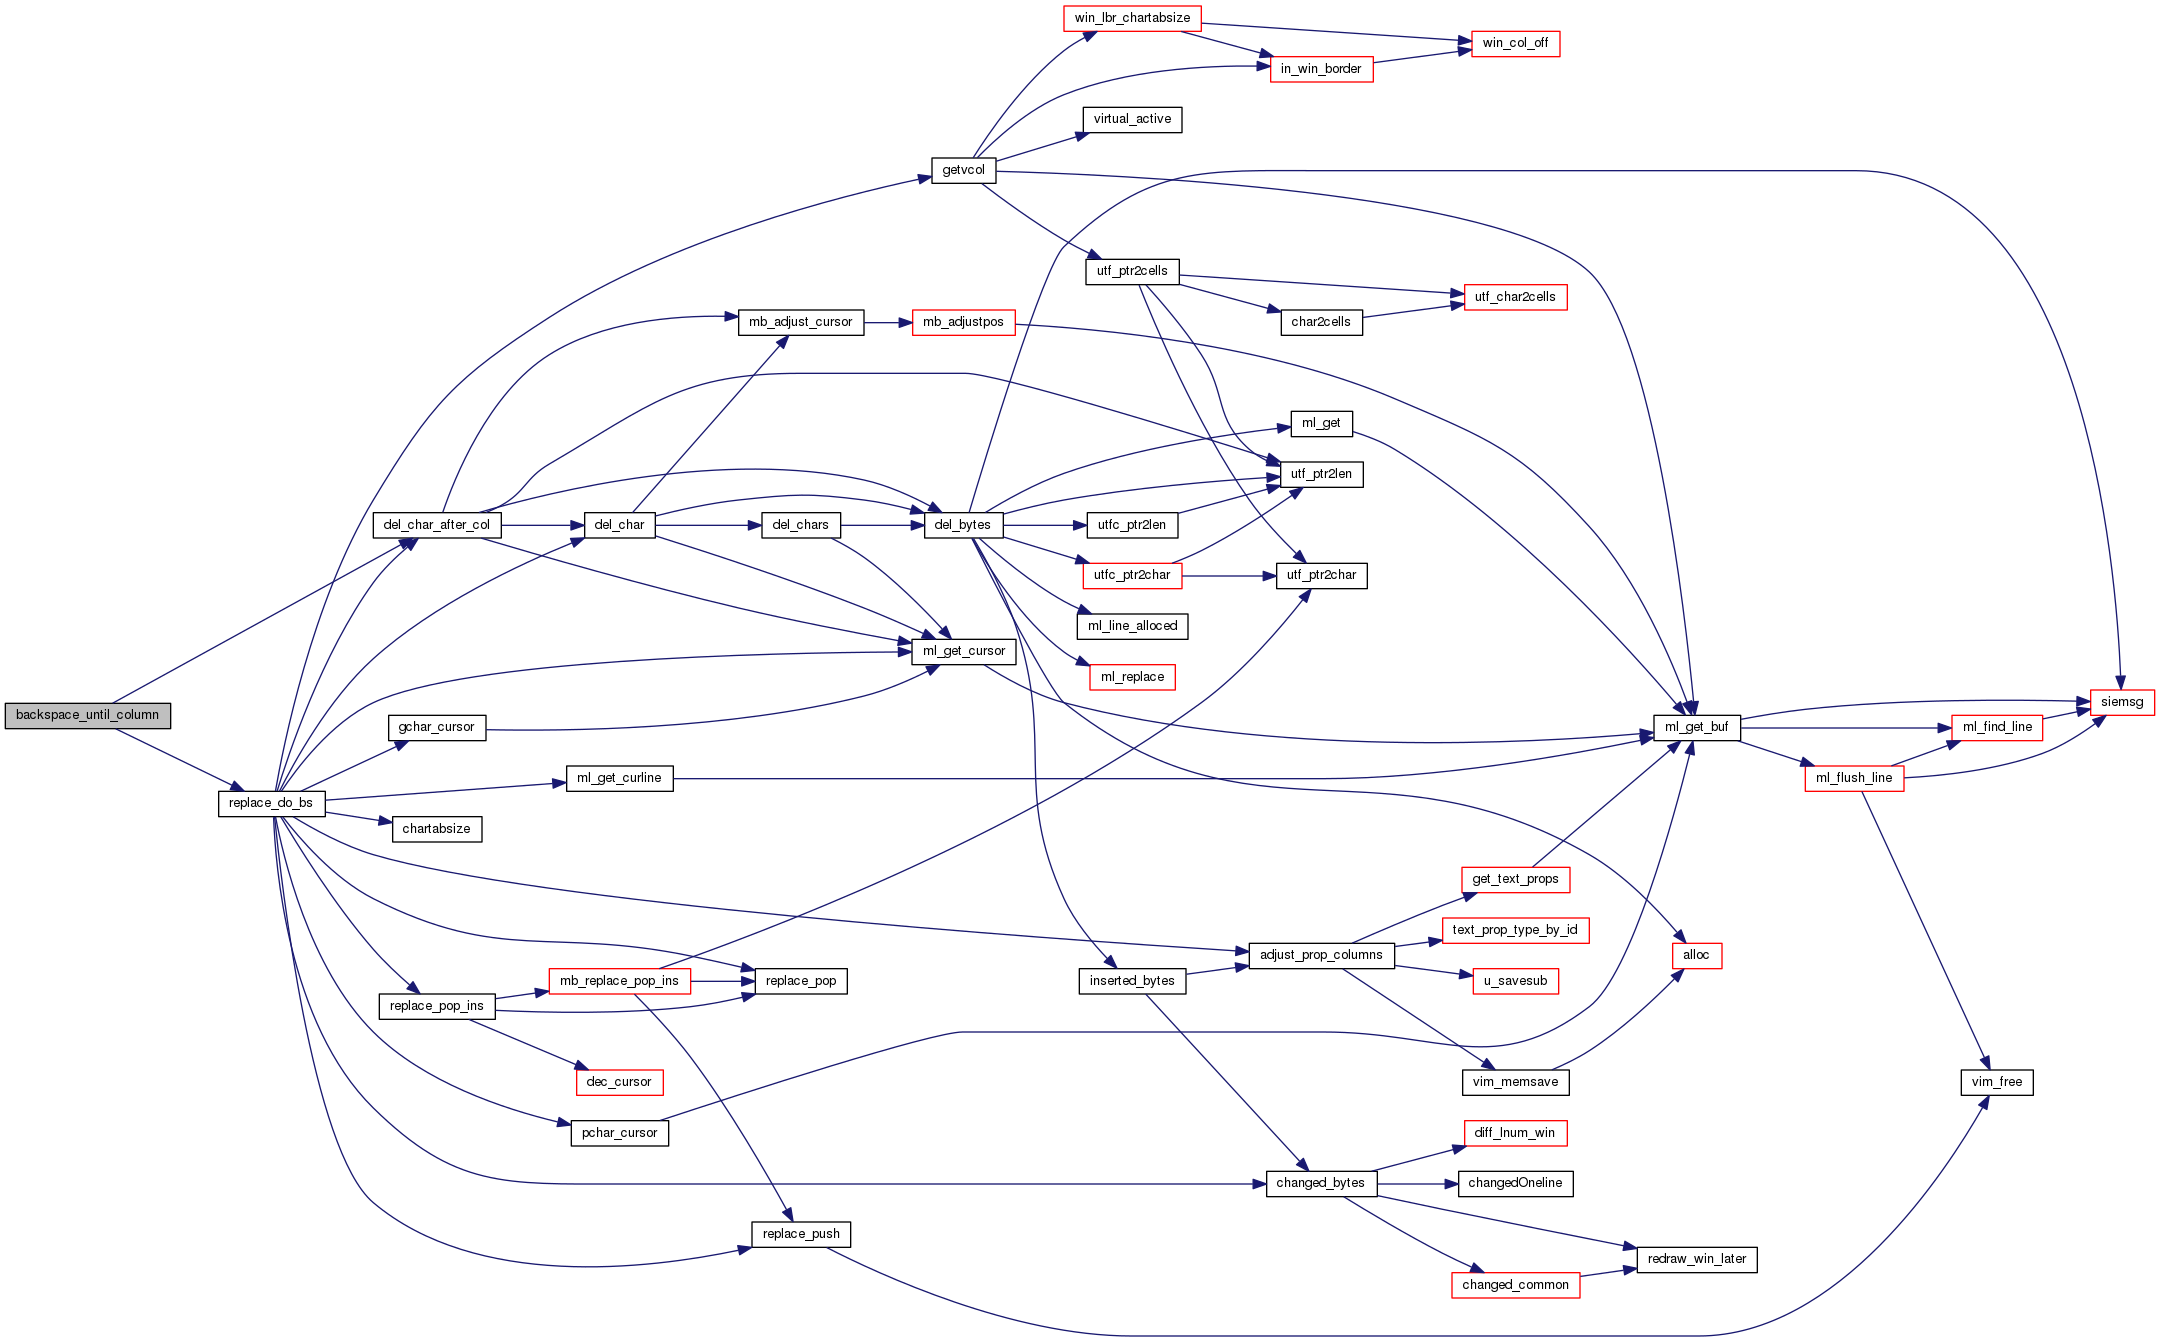 win_lbr_chartabsize
win_col_off
in_win_border
virtual_active
getvcol
utf_ptr2cells
utf_char2cells
mb_adjust_cursor
mb_adjustpos
char2cells
ml_get
utf_ptr2len
del_char_after_col
del_char
del_chars
del_bytes
utfc_ptr2len
utfc_ptr2char
utf_ptr2char
ml_line_alloced
ml_get_cursor
ml_replace
siemsg
backspace_until_column
gchar_cursor
ml_get_buf
ml_find_line
ml_get_curline
ml_flush_line
replace_do_bs
chartabsize
get_text_props
text_prop_type_by_id
adjust_prop_columns
alloc
mb_replace_pop_ins
replace_pop
inserted_bytes
u_savesub
replace_pop_ins
dec_cursor
vim_memsave
vim_free
pchar_cursor
diff_lnum_win
changed_bytes
changedOneline
replace_push
redraw_win_later
changed_common